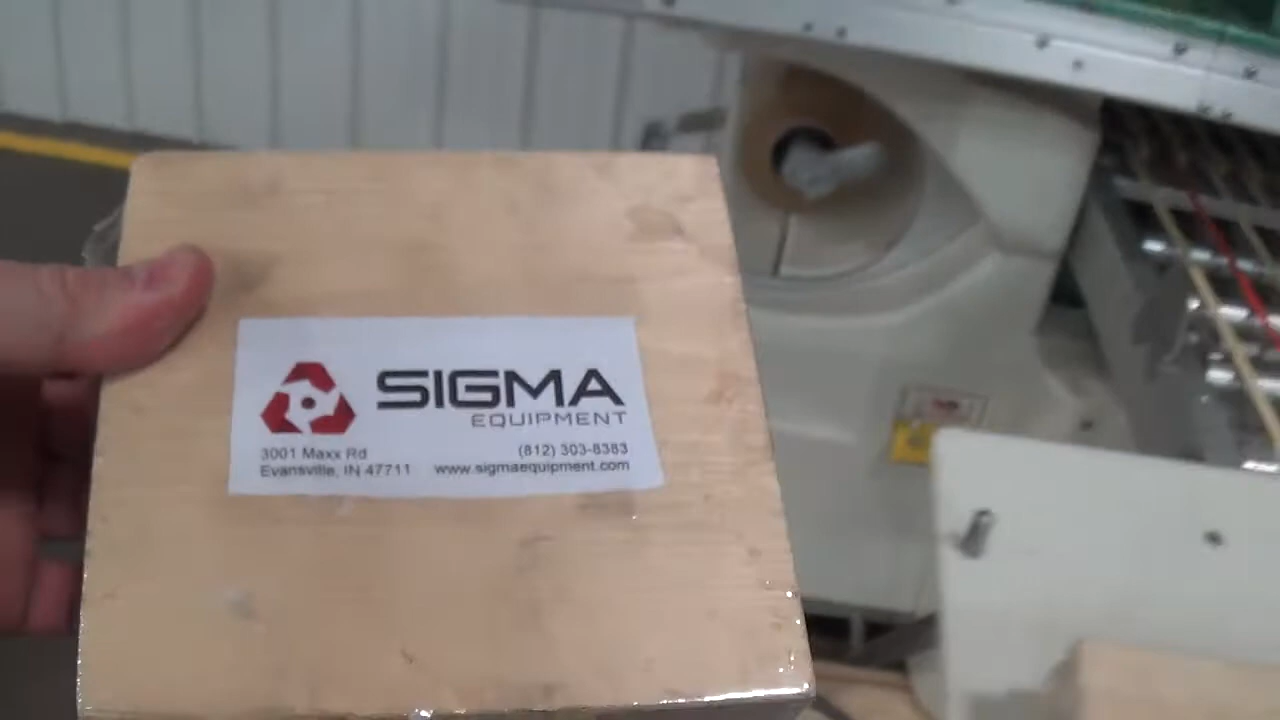 SIGMA
EQUIPMENT
3001 Maxx Rd
Evansville, IN 47711
(812) 303-8383
www.sigmaequipment.com